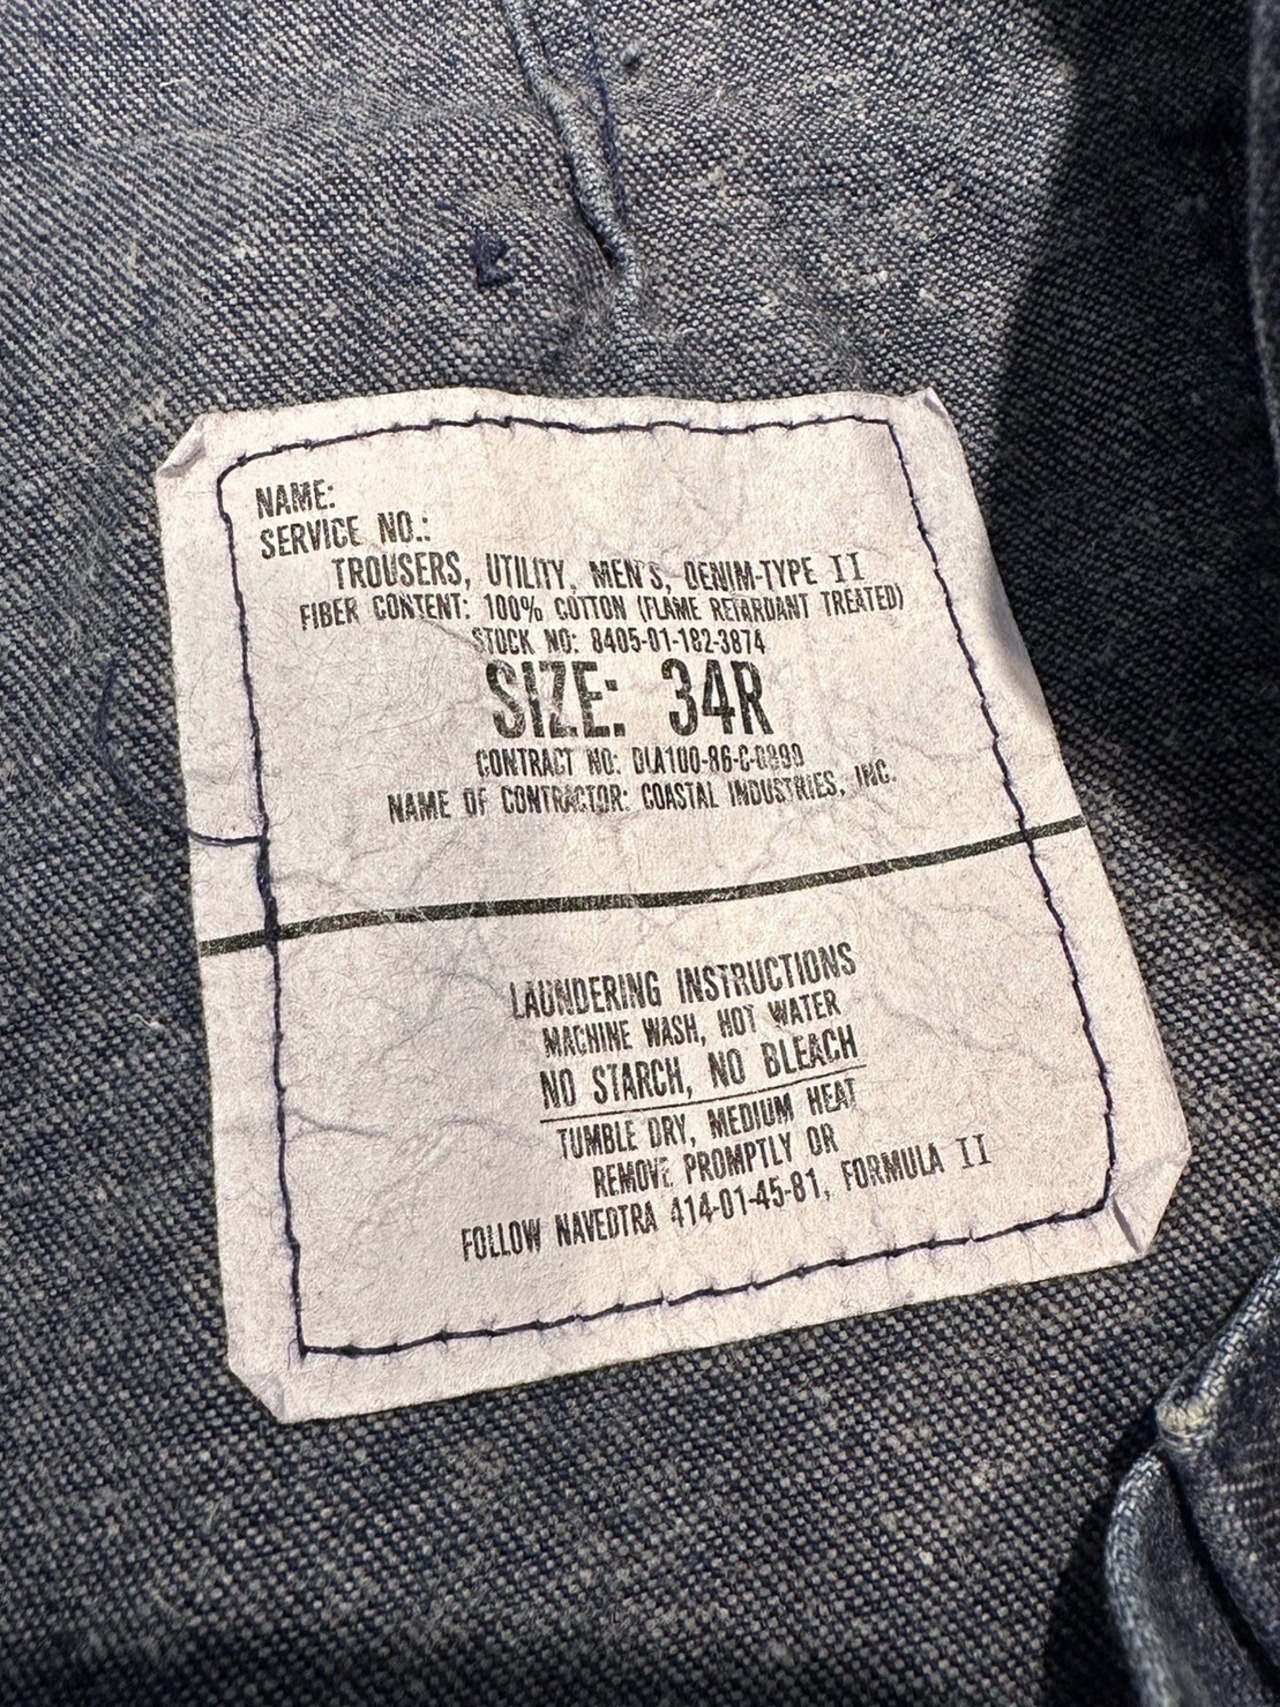 NAME:
SERVICE NO.:
TROUSERS, UTILITY, MEN'S, DENIM-TYPE II
FIBER CONTENT: 100% COTTON (FLAME RETARDANT TREATED)
STOCK NO: 8405-01-182-3874
SIZE: 34R
CONTRACT NO:
NAME OF CONTRACTOR: COASTAL INDUSTRIES, INC.
LAUNDERING INSTRUCTIONS
MACHINE WASH, HOT WATER
NO STARCH, NO BLEACH
TUMBLE DRY, MEDIUM HEAT
REMOVE PROMPTLY OR
FOLLOW NAVEDTRA 414-01-45-81, FORMULA II